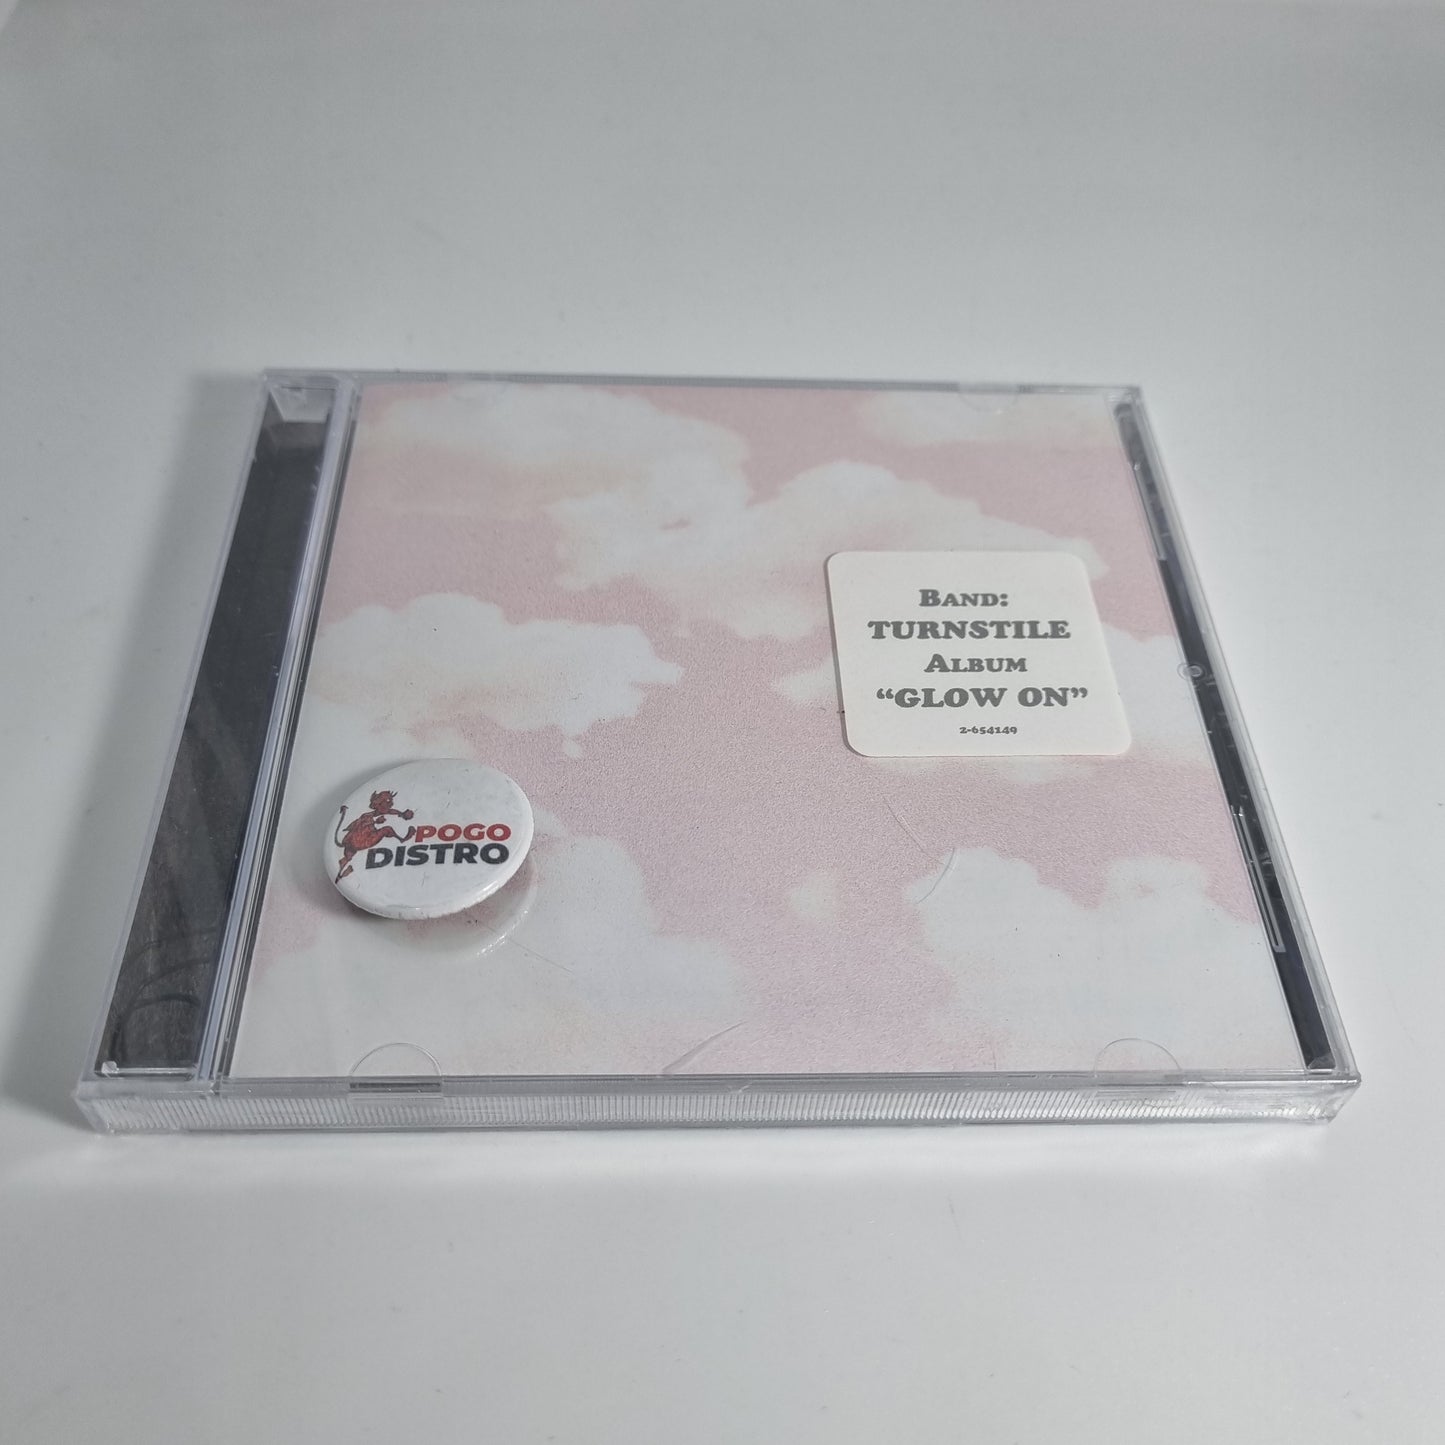 Band:
TURNSTILE
Album
“GLOW ON”
2-654149
POGO
DISTRO